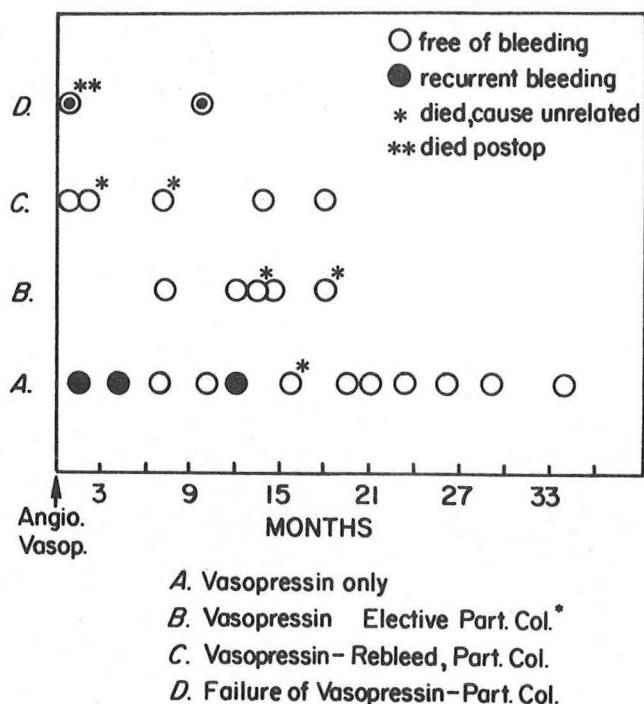 free of bleeding
recurrent bleeding
* died, cause unrelated
** died postop
D. **
C. * *
B. * *
A. *
3 9 15 21 27 33
Angio.
Vasop.
MONTHS
A. Vasopressin only
B. Vasopressin Elective Part. Col.*
C. Vasopressin-Rebleed, Part. Col.
D. Failure of Vasopressin-Part. Col.